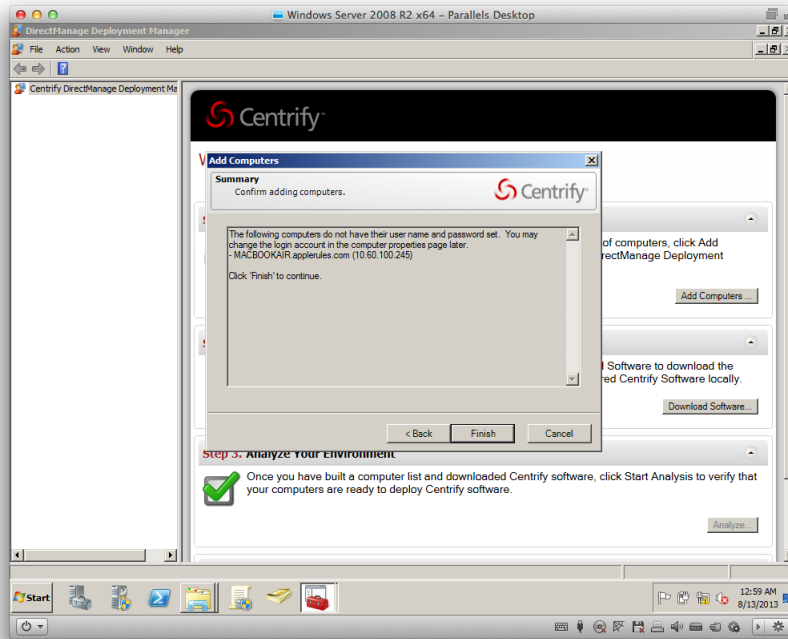 Windows Server 2008 R2 x64 – Parallels Desktop
DirectManage Deployment Manager
File Action View Window Help
Centrify DirectManage Deployment Ma
Centrify
Add Computers
Summary
Confirm adding computers.
Centrify
The following computers do not have their user name and password set. You may
change the login account in the computer properties page later.
- MACBOOKAIR.applerules.com (10.60.100.245)
Click 'Finish' to continue.
< Back
Finish
Cancel
of computers, click Add
rectManage Deployment
Add Computers ...
Software to download the
red Centrify Software locally.
Download Software...
Step 3. Analyze Your Environment
Once you have built a computer list and downloaded Centrify software, click Start Analysis to verify that
your computers are ready to deploy Centrify software.
Analyze...
Start
12:59 AM
8/13/2013